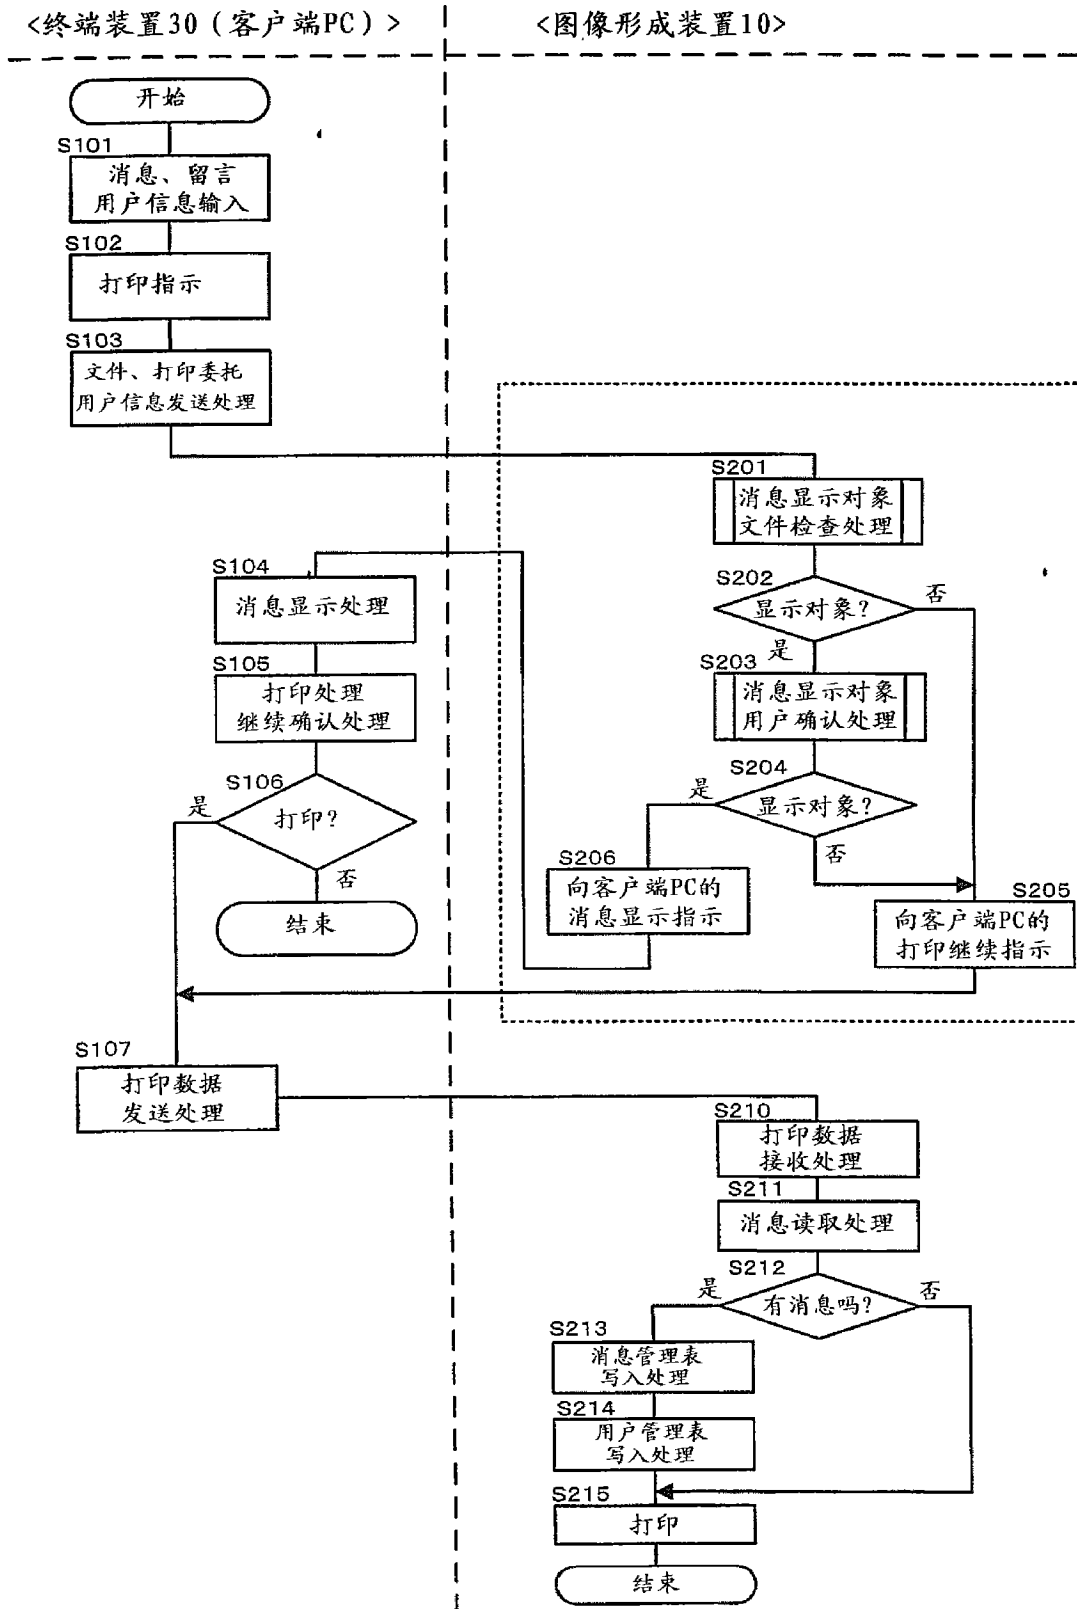 <终端装置30（客户端PC）>
<图像形成装置10>
开始
S101
消息、留言
用户信息输入
S102
打印指示
S103
文件、打印委托
用户信息发送处理
S201
消息显示对象
文件检查处理
S202
显示对象？
否
是
S203
消息显示对象
用户确认处理
S204
显示对象？
是
否
S206
向客户端PC的
消息显示指示
S205
向客户端PC的
打印继续指示
S104
消息显示处理
S105
打印处理
继续确认处理
S106
打印？
是
否
结束
S107
打印数据
发送处理
S210
打印数据
接收处理
S211
消息读取处理
S212
有消息吗？
是
否
S213
消息管理表
写入处理
S214
用户管理表
写入处理
S215
打印
结束